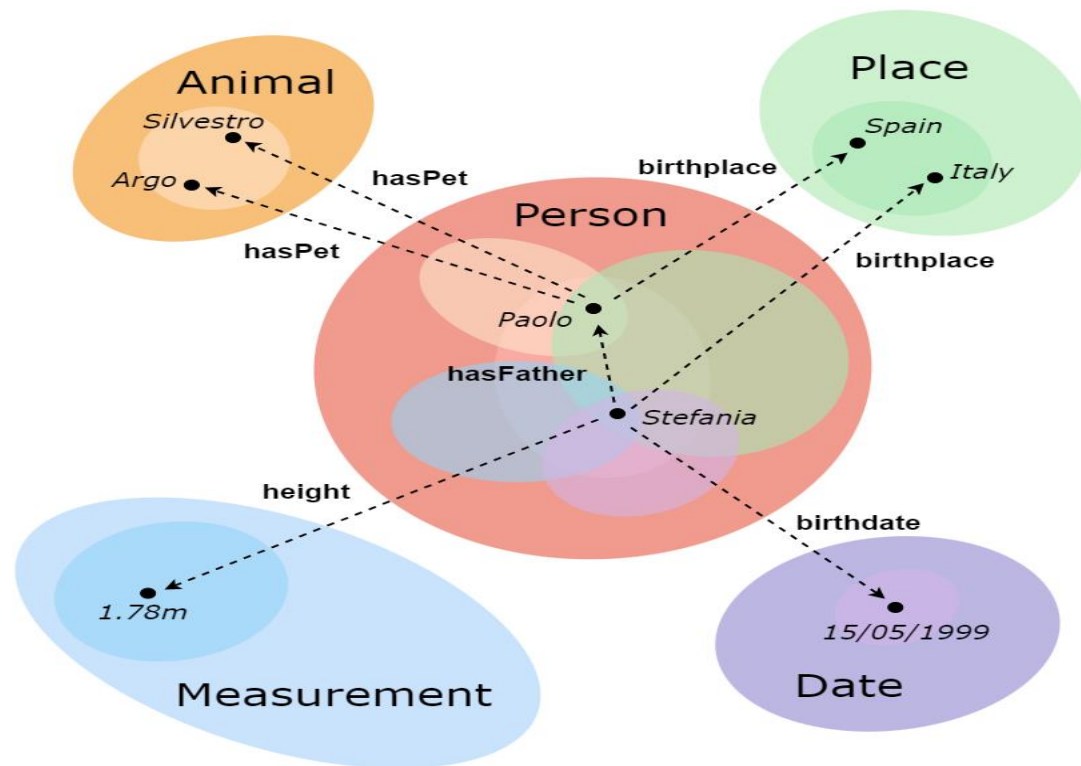 Animal
Silvestro
Argo
Place
Spain
Italy
hasPet
birthplace
Person
hasPet
birthplace
Paolo
hasFather
Stefania
height
birthdate
1.78m
15/05/1999
Measurement
Date